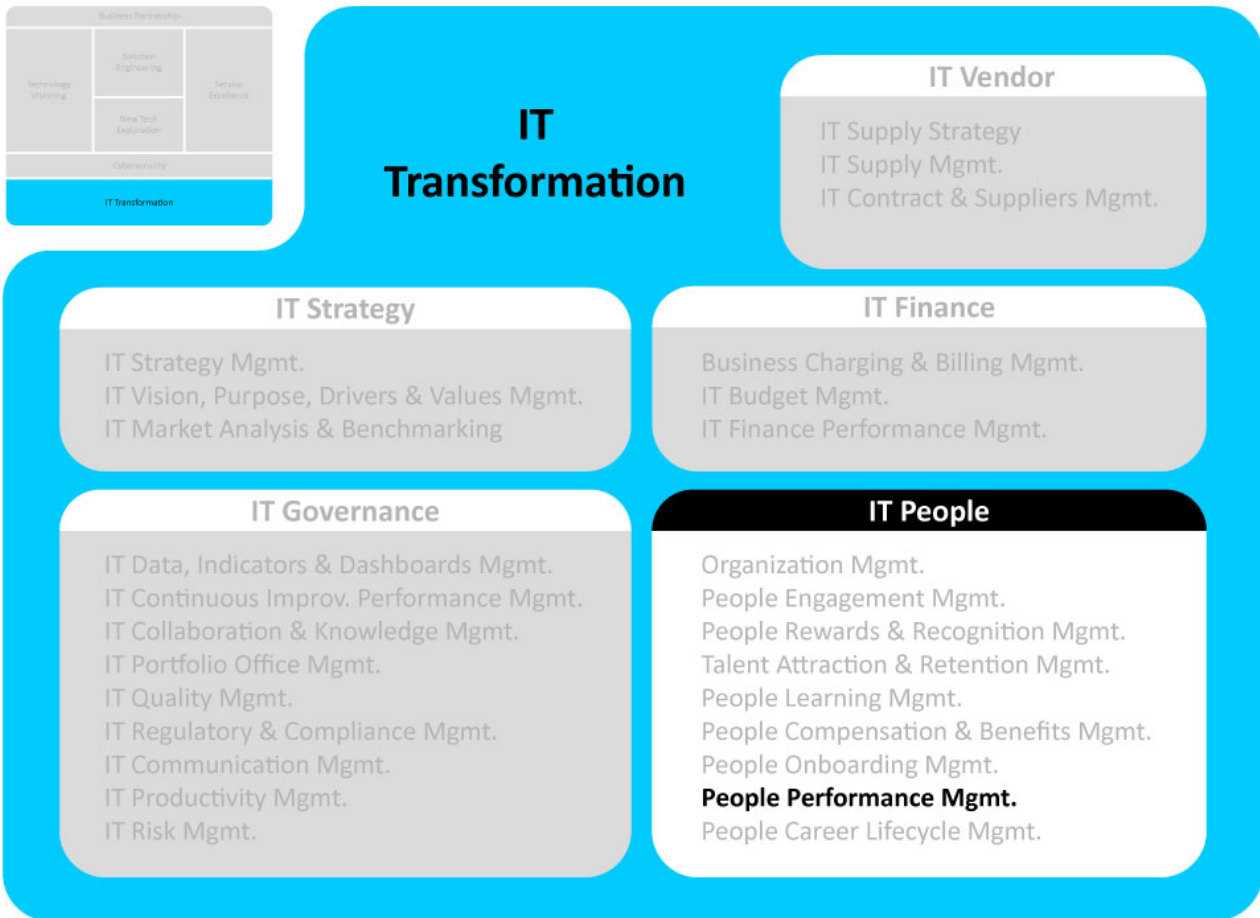 Business Partnership
Technology
Visioning
Solution
Engineering
New Tech
Exploration
Service
Excellence
Cybersecurity
IT Transformation
IT
Transformation
IT Vendor
IT Supply Strategy
IT Supply Mgmt.
IT Contract & Suppliers Mgmt.
IT Strategy
IT Strategy Mgmt.
IT Vision, Purpose, Drivers & Values Mgmt.
IT Market Analysis & Benchmarking
IT Finance
Business Charging & Billing Mgmt.
IT Budget Mgmt.
IT Finance Performance Mgmt.
IT Governance
IT Data, Indicators & Dashboards Mgmt.
IT Continuous Improv. Performance Mgmt.
IT Collaboration & Knowledge Mgmt.
IT Portfolio Office Mgmt.
IT Quality Mgmt.
IT Regulatory & Compliance Mgmt.
IT Communication Mgmt.
IT Productivity Mgmt.
IT Risk Mgmt.
IT People
Organization Mgmt.
People Engagement Mgmt.
People Rewards & Recognition Mgmt.
Talent Attraction & Retention Mgmt.
People Learning Mgmt.
People Compensation & Benefits Mgmt.
People Onboarding Mgmt.
People Performance Mgmt.
People Career Lifecycle Mgmt.